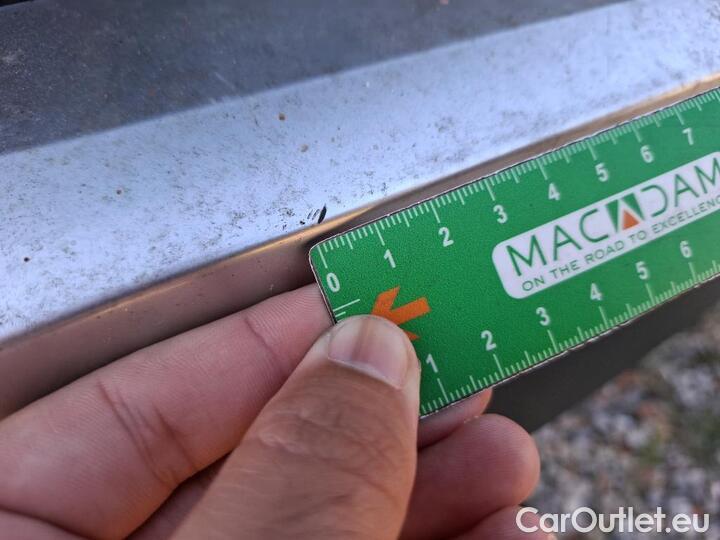 0 1 2 3 4 5 6 7
MACADAM
ON THE ROAD TO EXCELLENCE
1 2 3 4 5 6
CarOutlet.eu